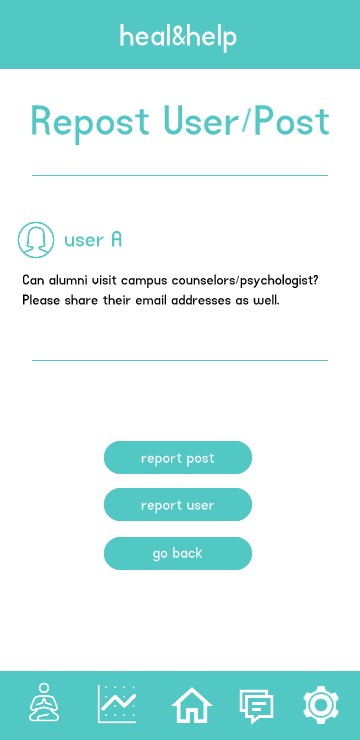 heal&help
Repost User/Post
user A
Can alumni visit campus counselors/psychologist?
Please share their email addresses as well.
report post
report user
go back